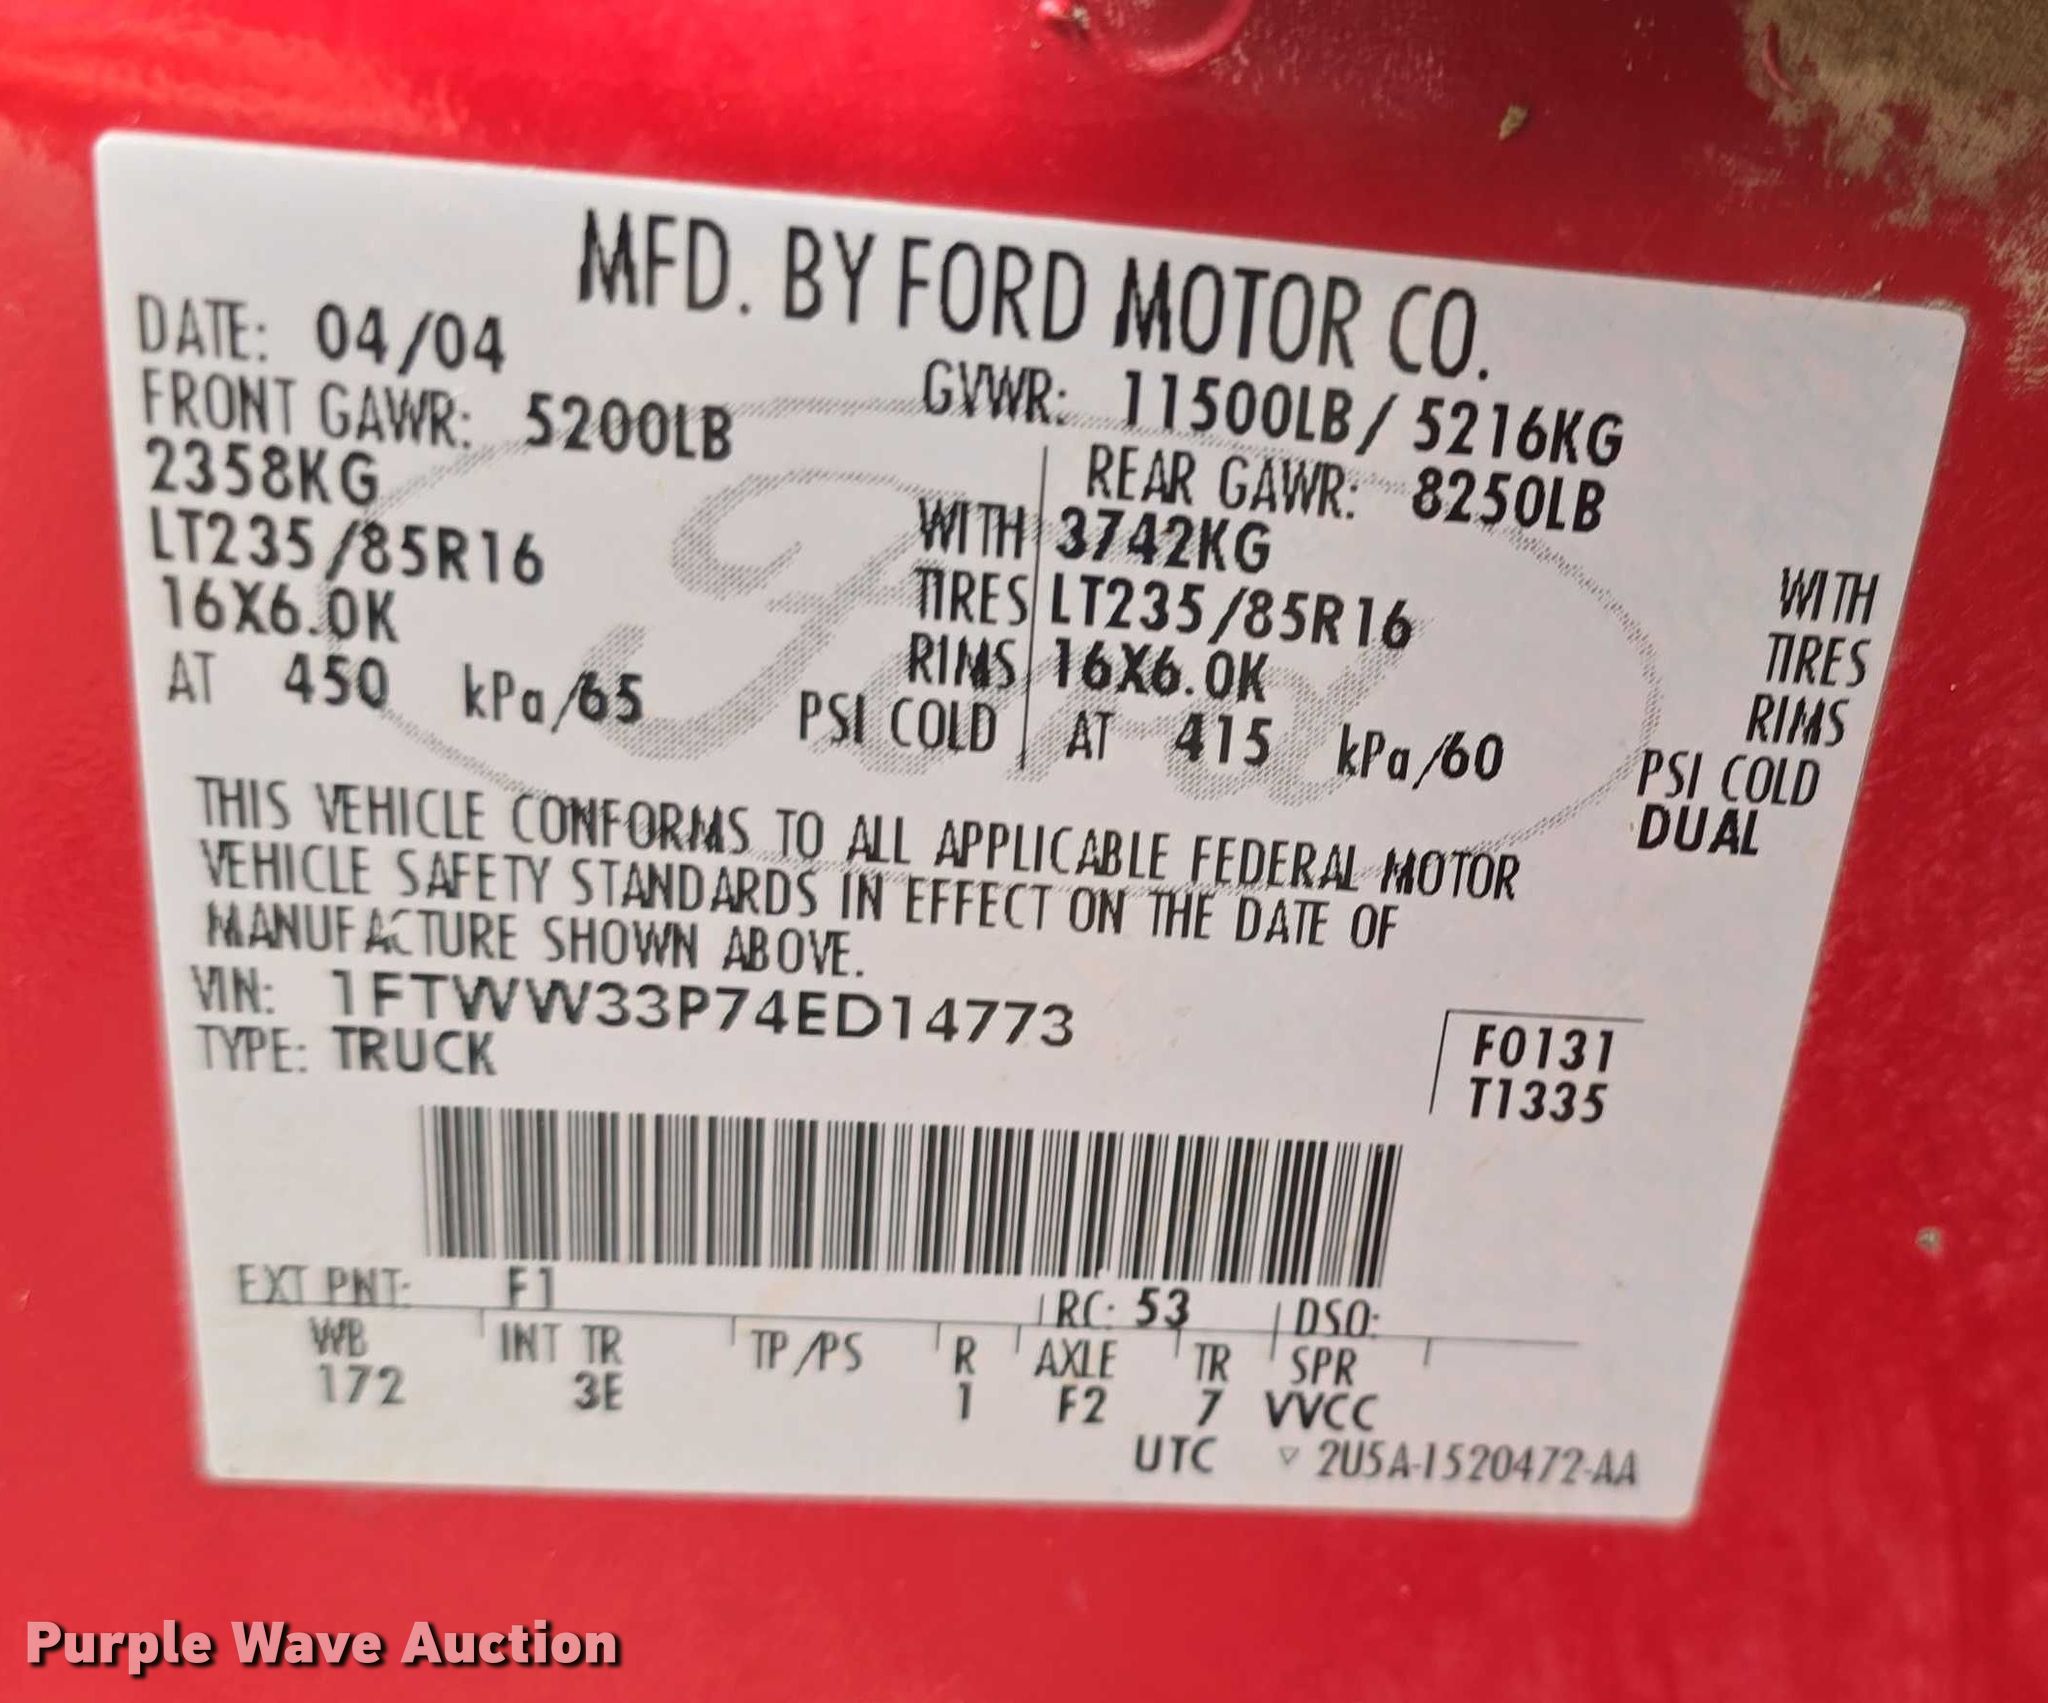 MFD. BY FORD MOTOR CO.
DATE: 04/04
GVWR: 11500LB/ 5216KG
FRONT GAWR: 5200LB
REAR GAWR: 8250LB
2358KG WITH 3742KG WITH
LT235/85R16 TIRES LT235/85R16 TIRES
16X6.0K RIMS 16X6.0K RIMS
AT 450 kPa/65 PSI COLD AT 415 kPa/60 PSI COLD
DUAL
THIS VEHICLE CONFORMS TO ALL APPLICABLE FEDERAL MOTOR
VEHICLE SAFETY STANDARDS IN EFFECT ON THE DATE OF
MANUFACTURE SHOWN ABOVE.
VIN: 1FTWW33P74ED14773
TYPE: TRUCK
F0131
T1335
Ford
EXT PNT: F1 RC: 53 DSO:
WB INT TR TP/PS R AXLE TR SPR
172 3E 1 F2 7 VVCC
UTC ▽ 2U5A-1520472-AA
Purple Wave Auction